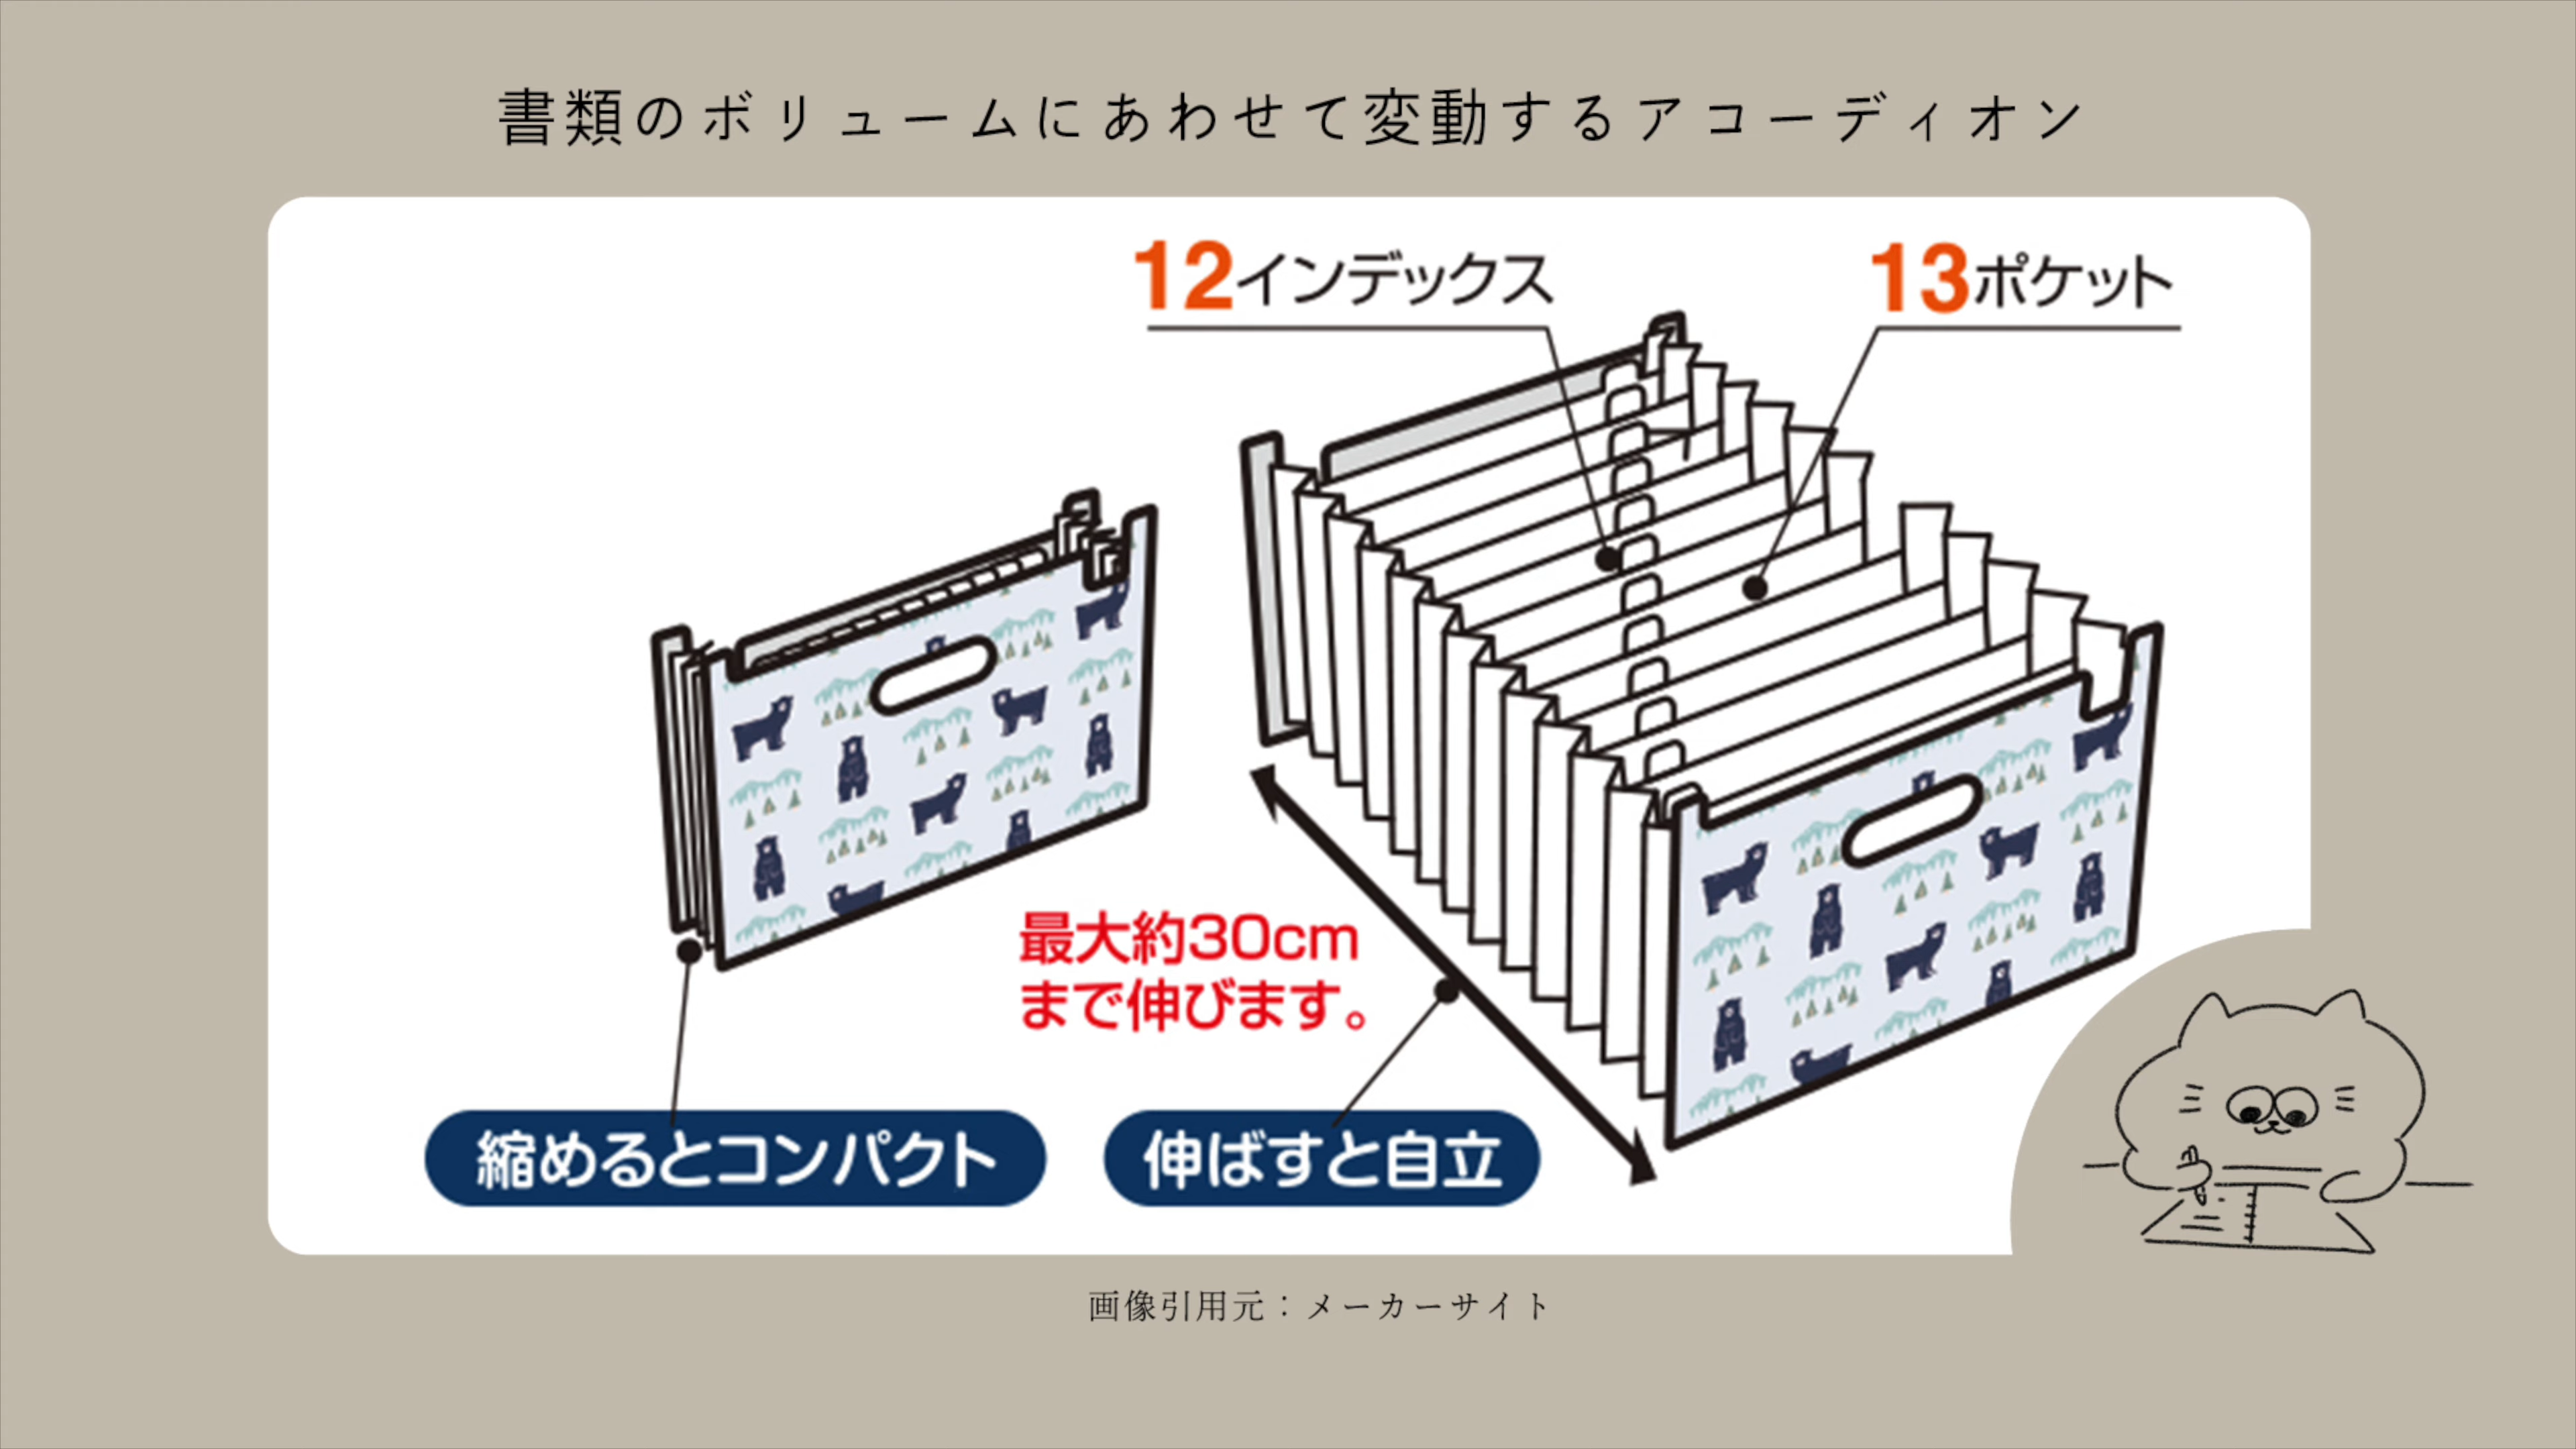 書類のボリュームにあわせて変動するアコーディオン
12インデックス
13ポケット
最大約30cm
まで伸びます。
縮めるとコンパクト
伸ばすと自立
画像引用元：メーカーサイト